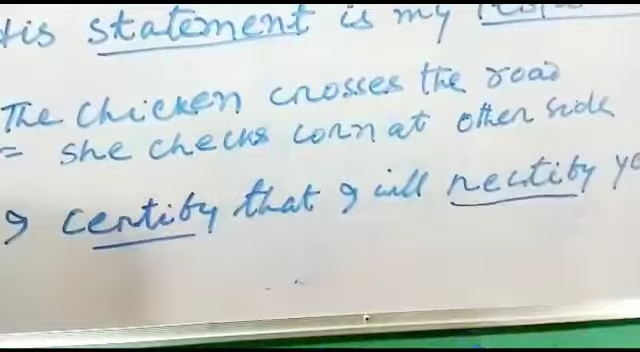 His statement is my
The chicken crosses the road
= she checks corn at other side
I certify that I will rectify yo